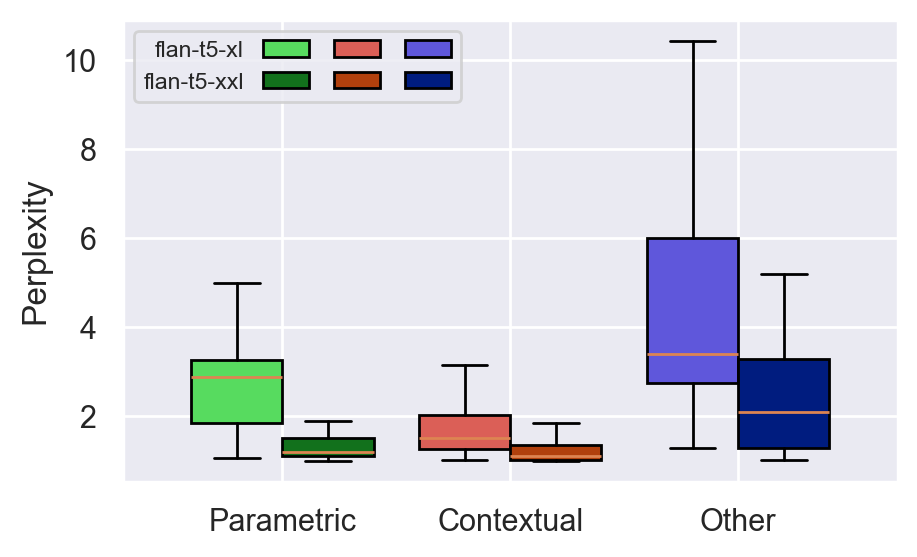 flan-t5-xl
flan-t5-xxl
Perplexity
10
8
6
4
2
Parametric Contextual Other